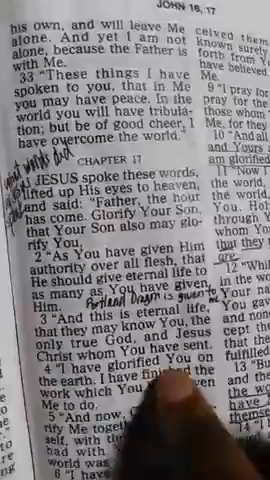 JOHN 16, 17
his own, and will leave Me
alone. And yet I am not
alone, because the Father is
with Me.
33 "These things I have
spoken to you, that in Me
you may have peace. In the
world you will have tribula-
tion; but be of good cheer, I
have overcome the world."
CHAPTER 17
JESUS spoke these words,
lifted up His eyes to heaven,
and said: "Father, the hour
has come. Glorify Your Son,
that Your Son also may glo-
rify You,
2 "As You have given Him
authority over all flesh, that
He should give eternal life to
as many as You have given
Him.
is given to
3 "And this is eternal life,
that they may know You, the
only true God, and Jesus
Christ whom You have sent.
4 "I have glorified You on
the earth. I have finished the
work which You
Me to do.
5 "And now,
rify Me
self, with
had with
world was
6 "I have
ceived them
known surely
forth from Y
have believed
Me.
9 "I pray for
pray for the
those whom
Me, for they
10 "And all
and Yours
am glorified
11 "Now I
the world,
the world,
You. Hol
through Y
whom You
that they
are.
12 "Whi
in the wo
Your na
You gav
and none
cept the
that the
fulfilled
13 "Bu
and the
the wo
have
themse
14 "I